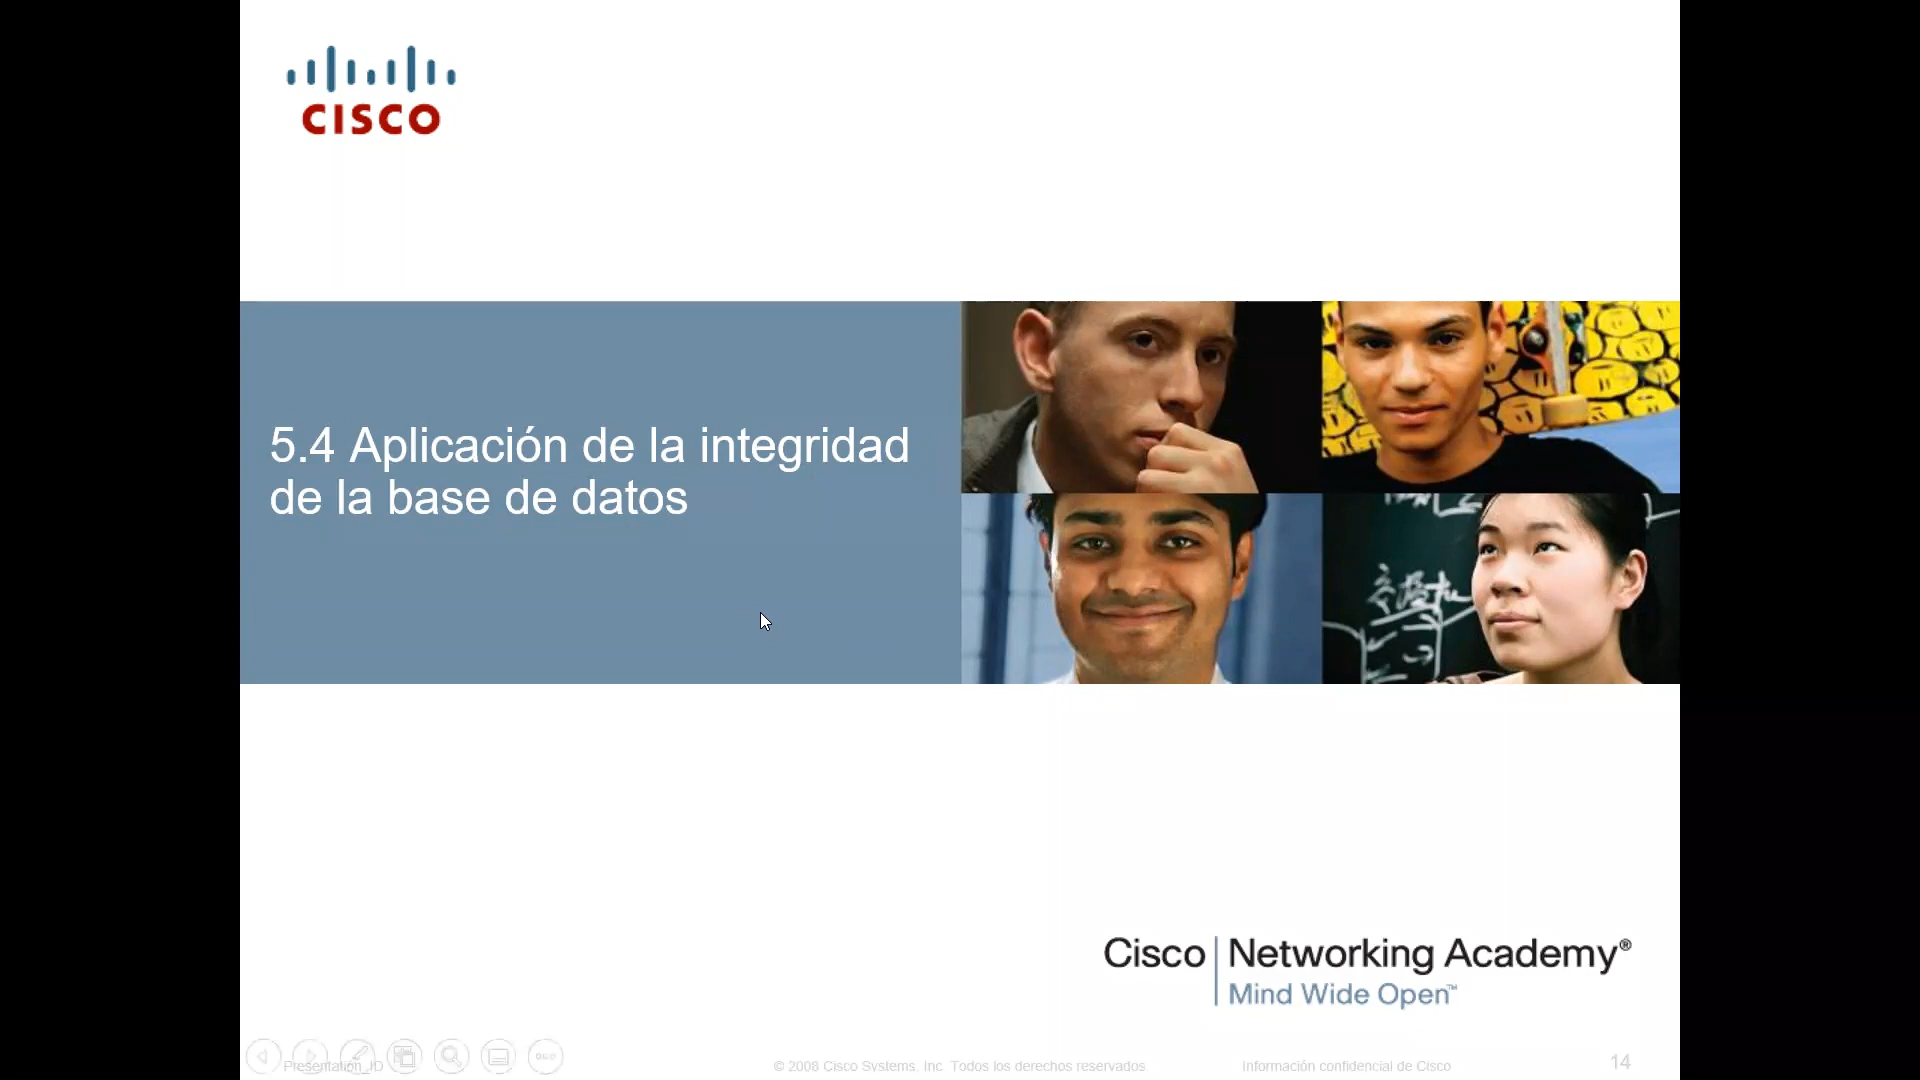 CISCO
5.4 Aplicación de la integridad
de la base de datos
Cisco Networking Academy®
Mind Wide Open™
Presentation_ID
© 2008 Cisco Systems, Inc. Todos los derechos reservados
Información confidencial de Cisco
14